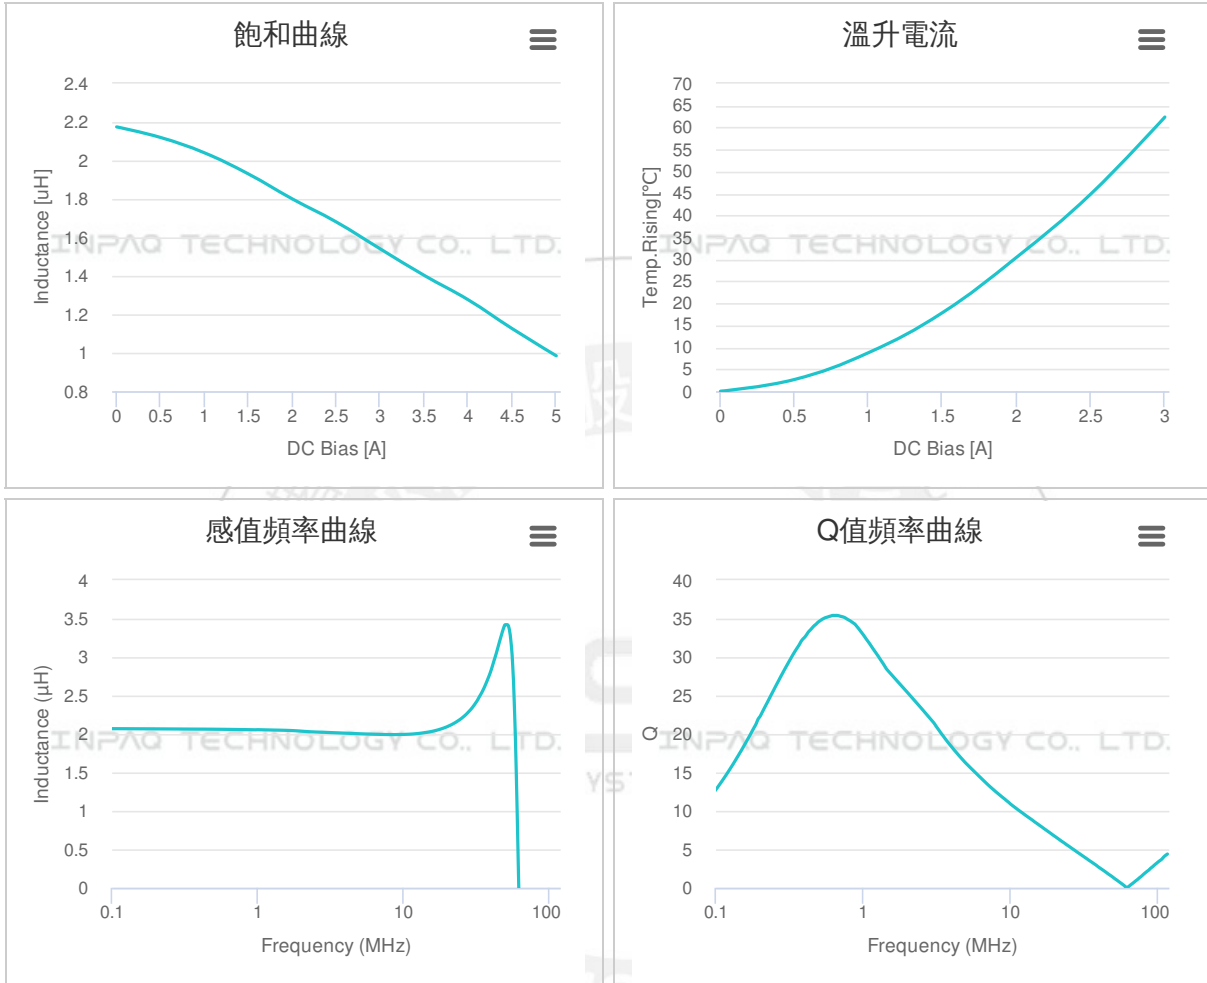 飽和曲線
2.4
2.2
2
1.8
1.6
1.4
1.2
1
0.8
Inductance [uH]
0 0.5 1 1.5 2 2.5 3 3.5 4 4.5 5
DC Bias [A]
INPAQ TECHNOLOGY CO., LTD.
溫升電流
70
65
60
55
50
45
40
35
30
25
20
15
10
5
0
Temp.Rising[℃]
0 0.5 1 1.5 2 2.5 3
DC Bias [A]
INPAQ TECHNOLOGY CO., LTD.
感值頻率曲線
4
3.5
3
2.5
2
1.5
1
0.5
0
Inductance (μH)
0.1 1 10 100
Frequency (MHz)
INPAQ TECHNOLOGY CO., LTD.
Q值頻率曲線
40
35
30
25
20
15
10
5
0
Q
0.1 1 10 100
Frequency (MHz)
INPAQ TECHNOLOGY CO., LTD.